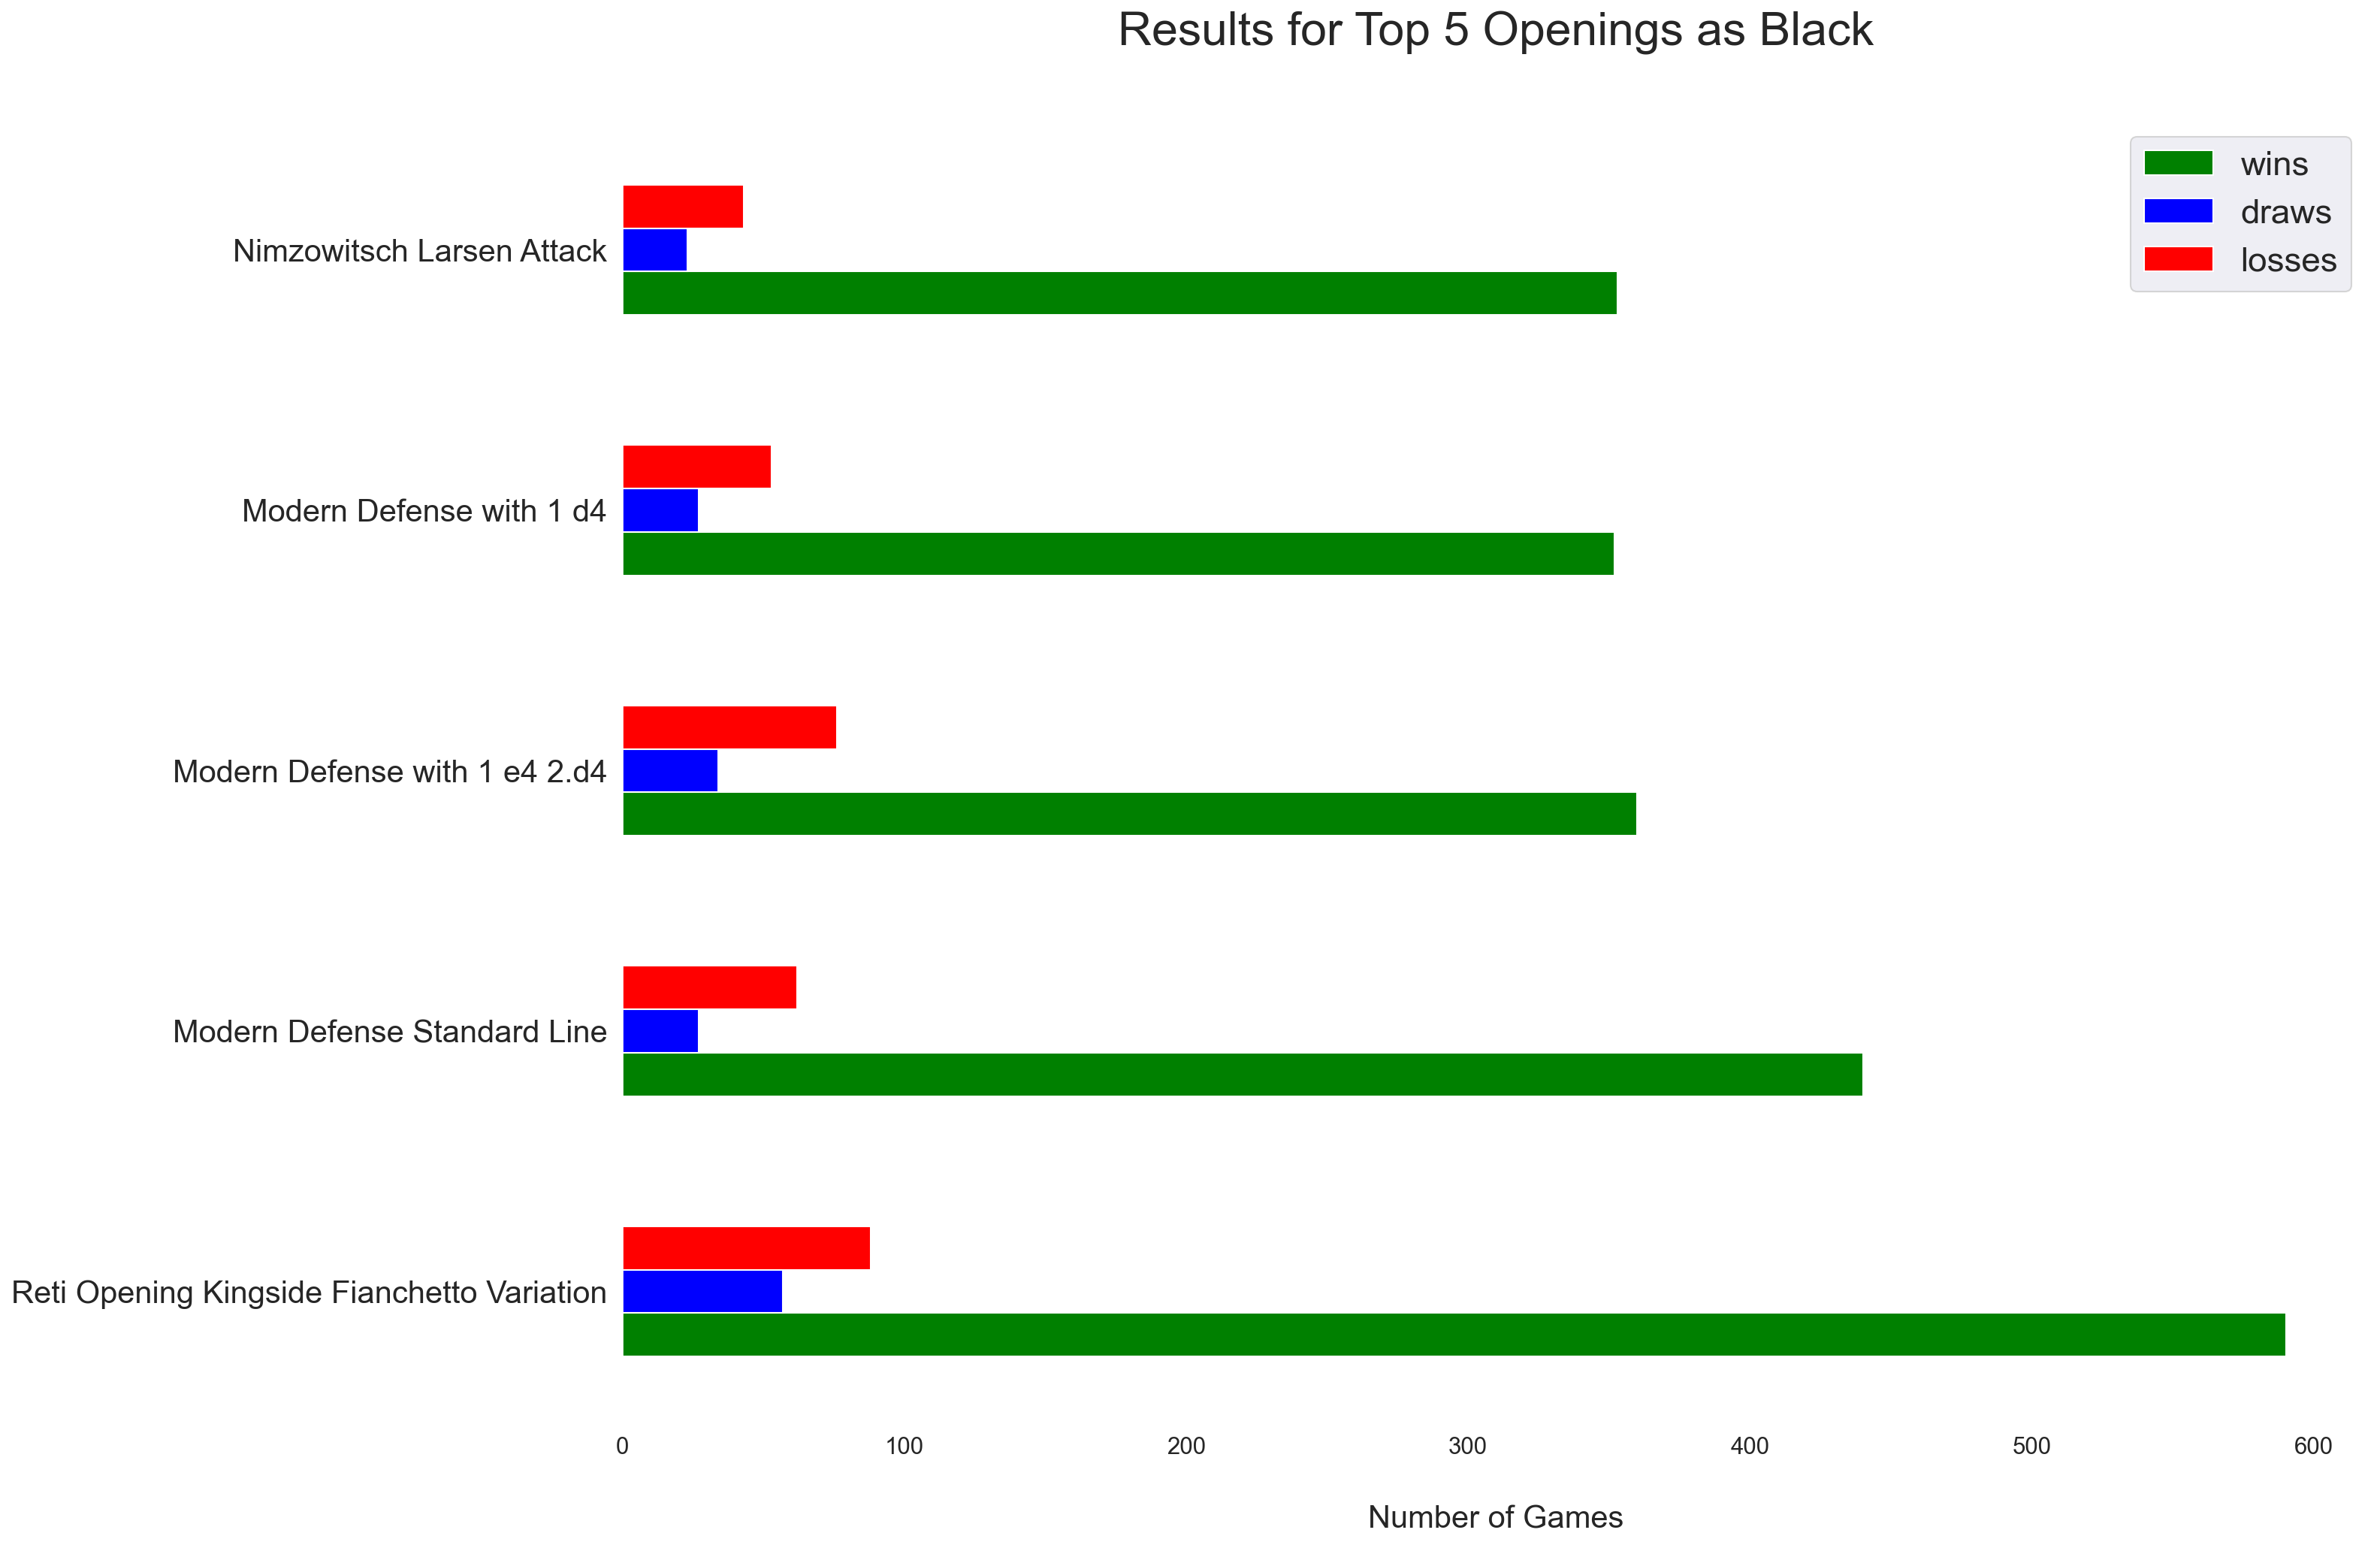 Results for Top 5 Openings as Black
wins
draws
losses
Nimzowitsch Larsen Attack
Modern Defense with 1 d4
Modern Defense with 1 e4 2.d4
Modern Defense Standard Line
Reti Opening Kingside Fianchetto Variation
0 100 200 300 400 500 600
Number of Games